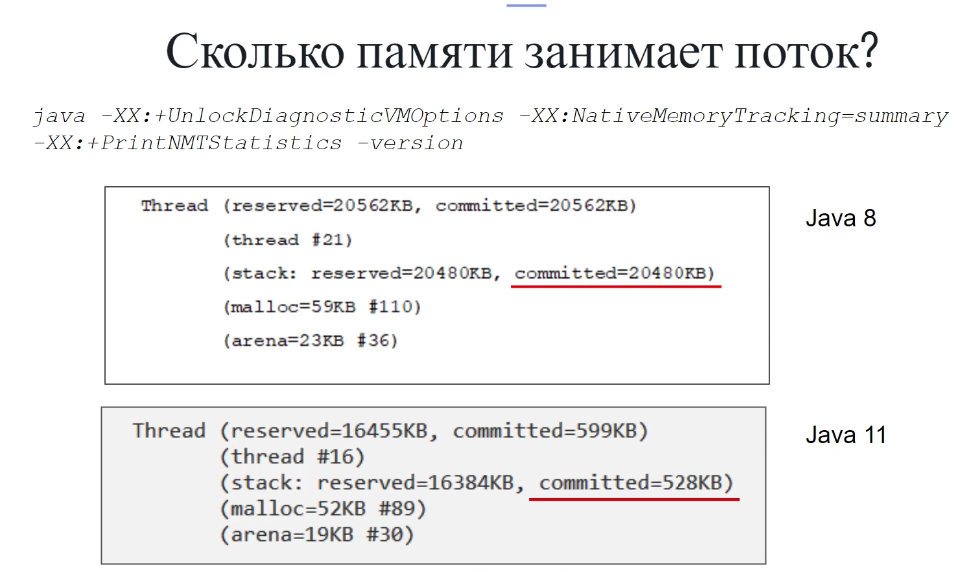 Сколько памяти занимает поток?
java -XX:+UnlockDiagnosticVMOptions -XX:NativeMemoryTracking=summary
-XX:+PrintNMTStatistics -version
Thread (reserved=20562KB, committed=20562KB)
(thread #21)
(stack: reserved=20480KB, committed=20480KB)
(malloc=59KB #110)
(arena=23KB #36)
Java 8
Thread (reserved=16455KB, committed=599KB)
(thread #16)
(stack: reserved=16384KB, committed=528KB)
(malloc=52KB #89)
(arena=19KB #30)
Java 11